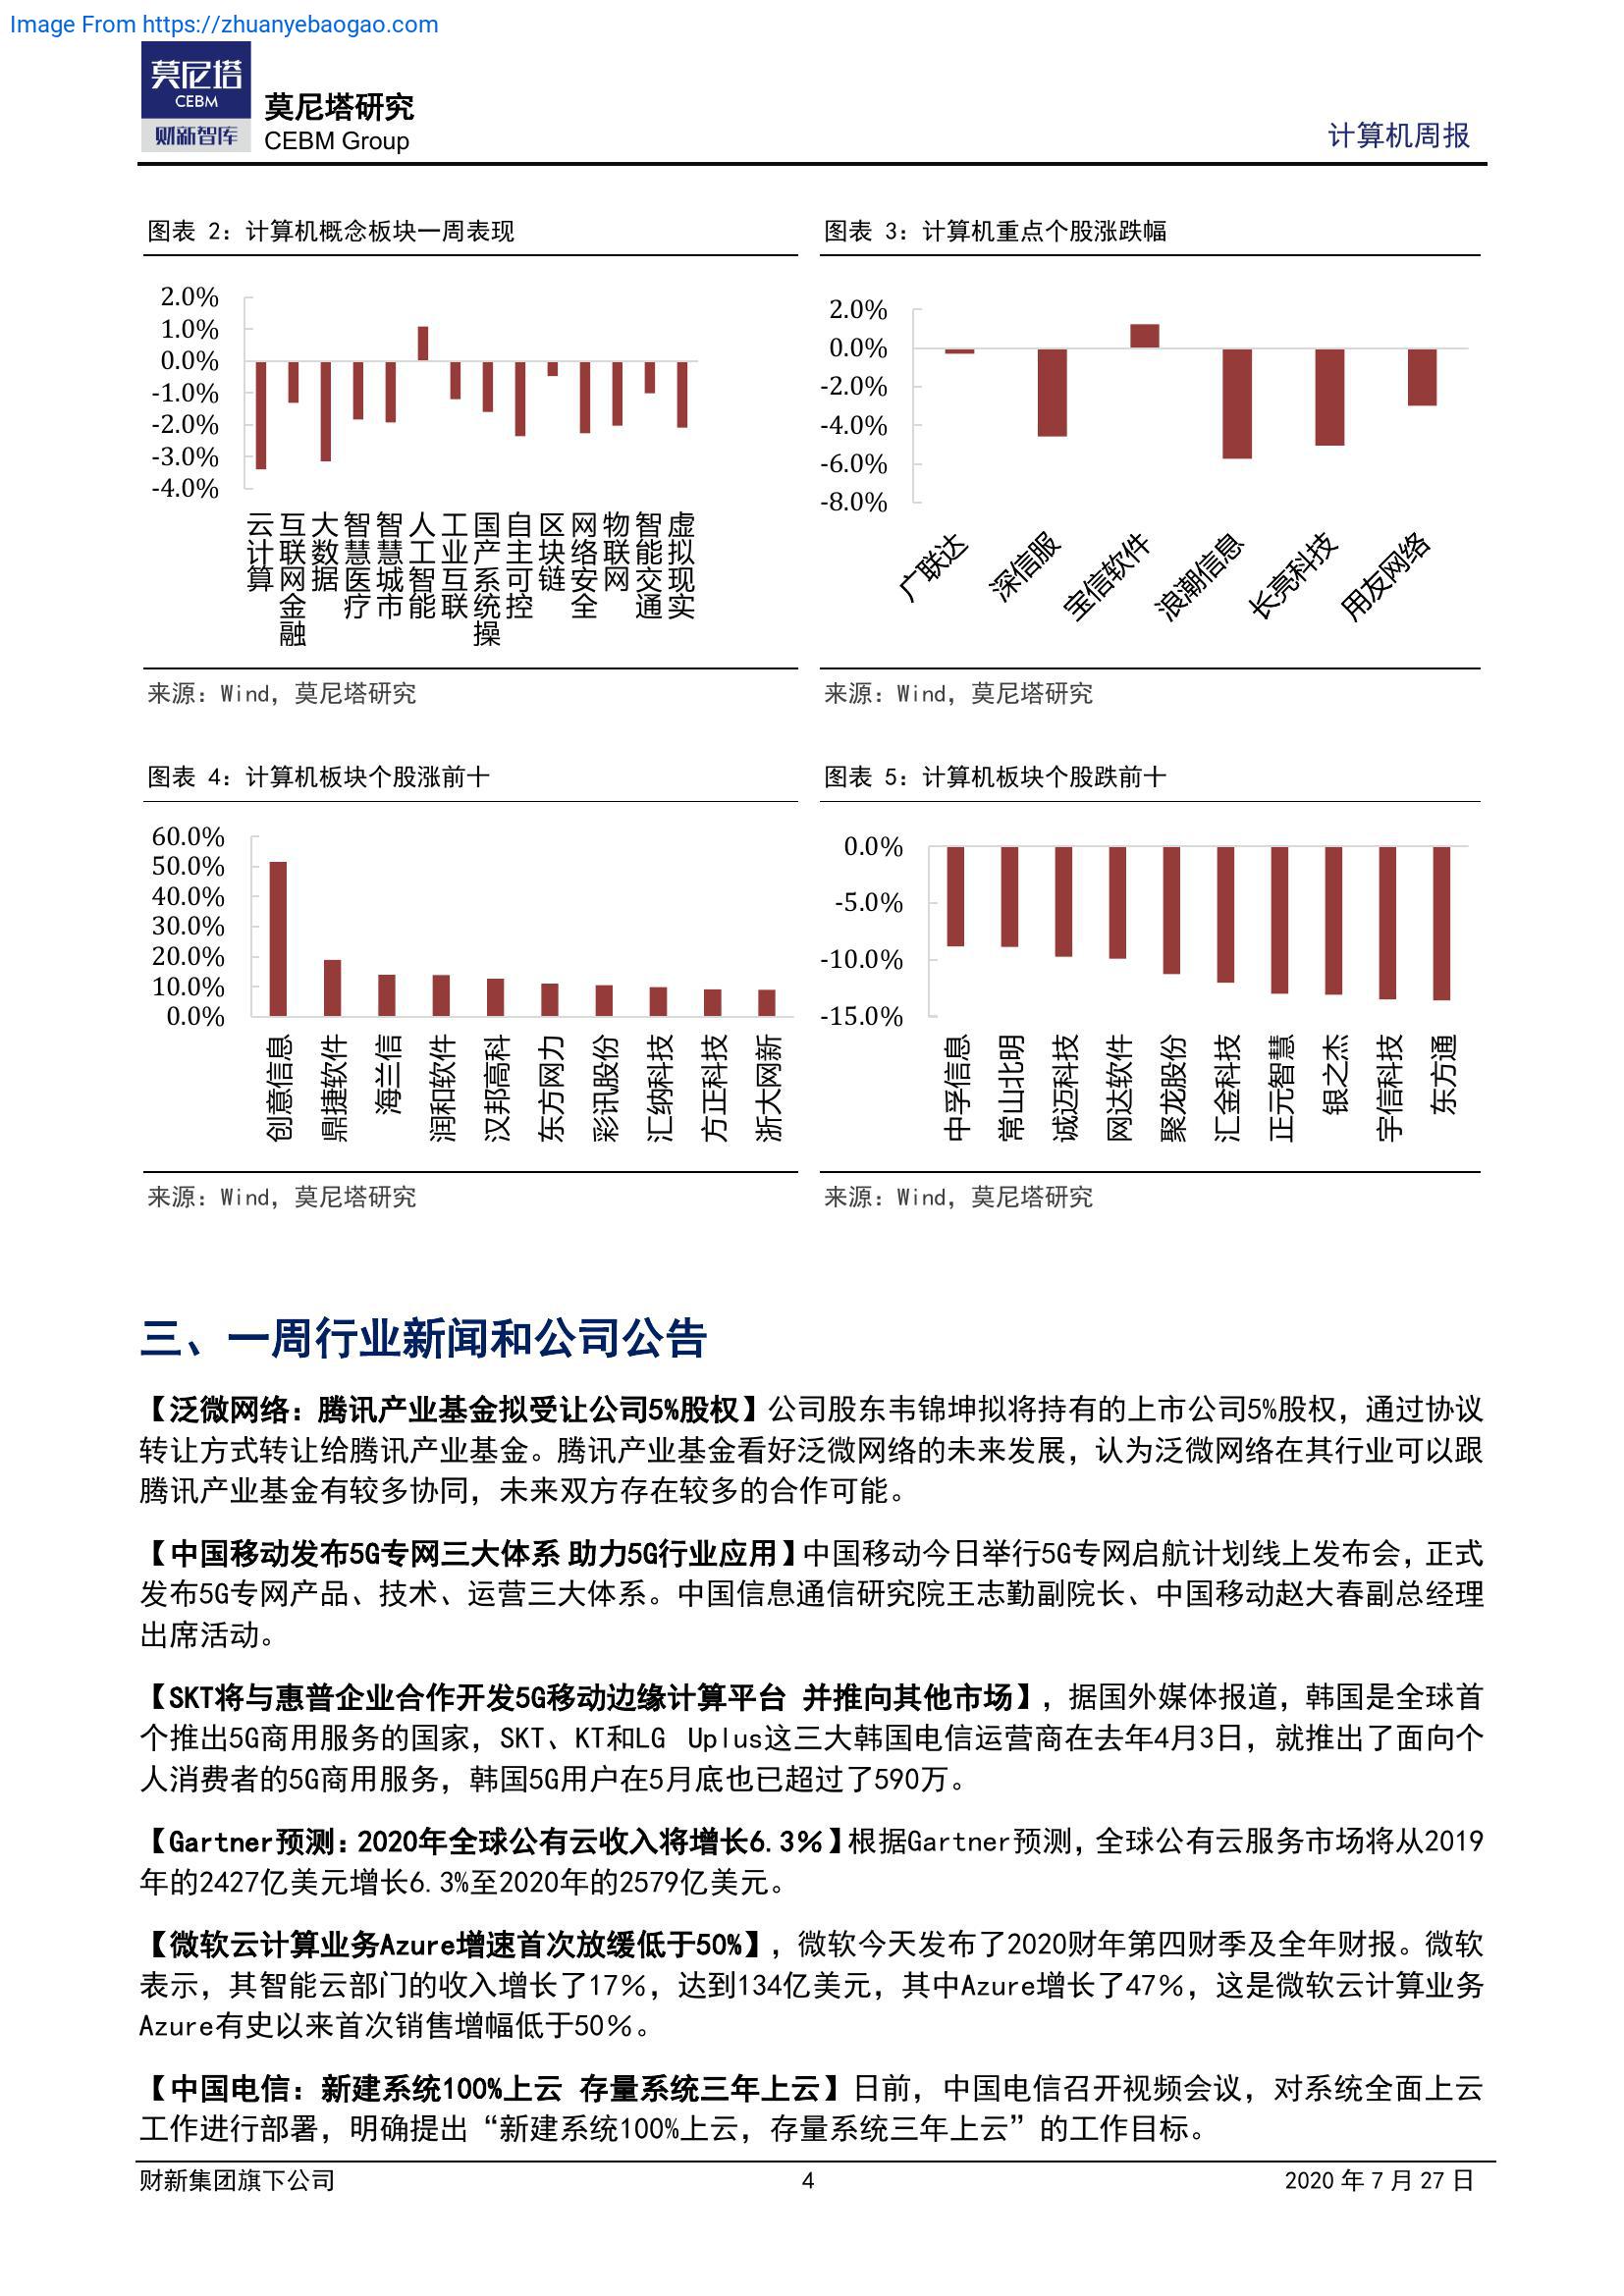 Image From https://zhuanyebaogao.com
莫尼塔
CEBM
财新智库
莫尼塔研究
CEBM Group
计算机周报
图表 2：计算机概念板块一周表现
2.0%
1.0%
0.0%
-1.0%
-2.0%
-3.0%
-4.0%
云计算
互联网金融
大数据
智慧医疗
智慧城市
人工智能
工业互联
国产系统操
自主可控
区块链
网络安全
物联网
智能交通
虚拟现实
来源：Wind，莫尼塔研究
图表 3：计算机重点个股涨跌幅
2.0%
0.0%
-2.0%
-4.0%
-6.0%
-8.0%
广联达
深信服
宝信软件
浪潮信息
长亮科技
用友网络
来源：Wind，莫尼塔研究
图表 4：计算机板块个股涨前十
60.0%
50.0%
40.0%
30.0%
20.0%
10.0%
0.0%
创意信息
鼎捷软件
海兰信
润和软件
汉邦高科
东方网力
彩讯股份
汇纳科技
方正科技
浙大网新
来源：Wind，莫尼塔研究
图表 5：计算机板块个股跌前十
0.0%
-5.0%
-10.0%
-15.0%
中孚信息
常山北明
诚迈科技
网达软件
聚龙股份
汇金科技
正元智慧
银之杰
宇信科技
东方通
来源：Wind，莫尼塔研究
三、一周行业新闻和公司公告
【泛微网络：腾讯产业基金拟受让公司5%股权】公司股东韦锦坤拟将持有的上市公司5%股权，通过协议
转让方式转让给腾讯产业基金。腾讯产业基金看好泛微网络的未来发展，认为泛微网络在其行业可以跟
腾讯产业基金有较多协同，未来双方存在较多的合作可能。
【中国移动发布5G专网三大体系 助力5G行业应用】中国移动今日举行5G专网启航计划线上发布会，正式
发布5G专网产品、技术、运营三大体系。中国信息通信研究院王志勤副院长、中国移动赵大春副总经理
出席活动。
【SKT将与惠普企业合作开发5G移动边缘计算平台 并推向其他市场】，据国外媒体报道，韩国是全球首
个推出5G商用服务的国家，SKT、KT和LG Uplus这三大韩国电信运营商在去年4月3日，就推出了面向个
人消费者的5G商用服务，韩国5G用户在5月底也已超过了590万。
【Gartner预测：2020年全球公有云收入将增长6.3％】根据Gartner预测，全球公有云服务市场将从2019
年的2427亿美元增长6.3%至2020年的2579亿美元。
【微软云计算业务Azure增速首次放缓低于50%】，微软今天发布了2020财年第四财季及全年财报。微软
表示，其智能云部门的收入增长了17％，达到134亿美元，其中Azure增长了47％，这是微软云计算业务
Azure有史以来首次销售增幅低于50％。
【中国电信：新建系统100%上云 存量系统三年上云】日前，中国电信召开视频会议，对系统全面上云
工作进行部署，明确提出“新建系统100%上云，存量系统三年上云”的工作目标。
财新集团旗下公司
4
2020 年 7 月 27 日